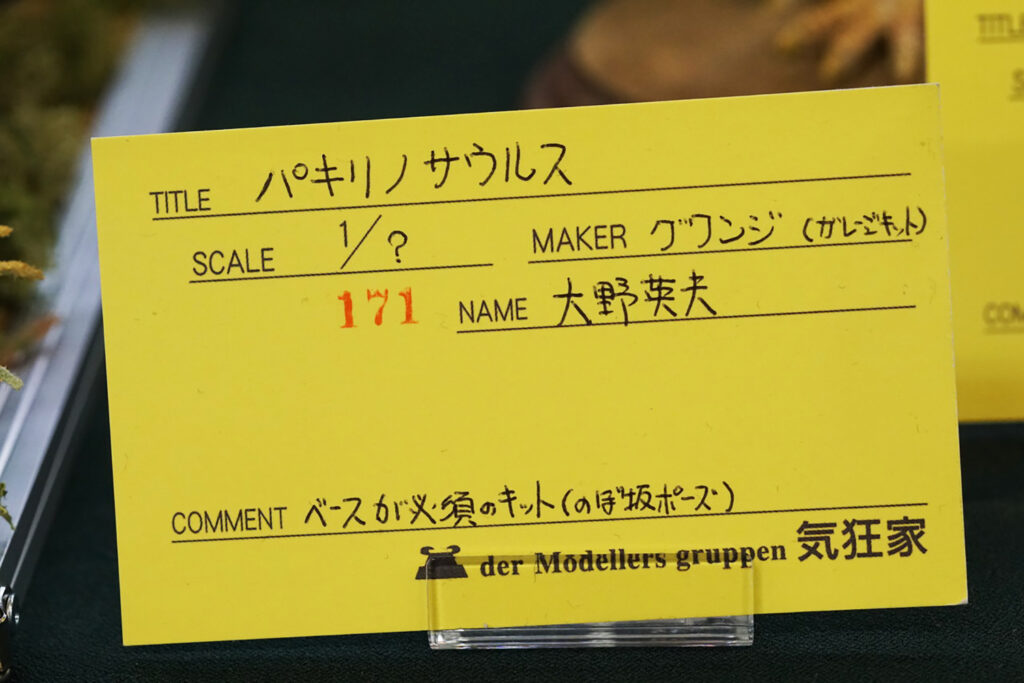 TITLE パキリノサウルス
SCALE 1/? MAKER グワンジ (ガレージキット)
171 NAME 大野英夫
COMMENT ベースが必須のキット(のぼ坂ポーズ)
der Modellers gruppen 気狂家
TITLE
S
COM